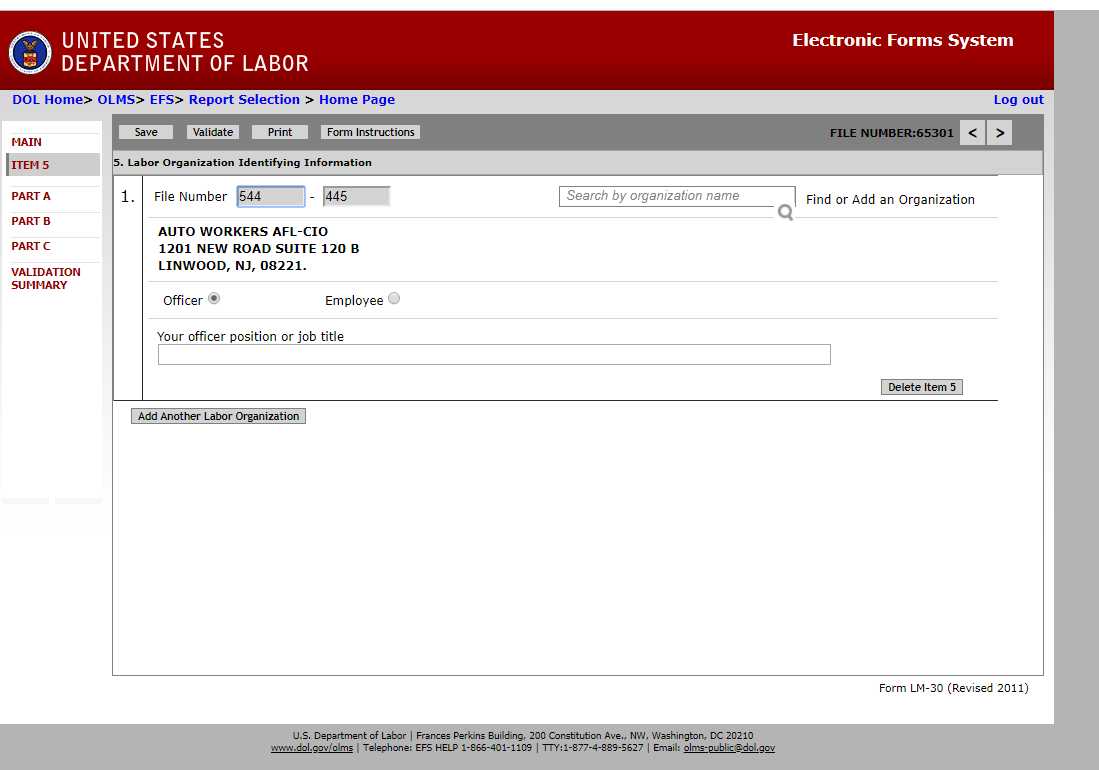 UNITED STATES
DEPARTMENT OF LABOR
Electronic Forms System
DOL Home> OLMS> EFS> Report Selection > Home Page
Log out
MAIN
ITEM 5
PART A
PART B
PART C
VALIDATION
SUMMARY
Save Validate Print Form Instructions
FILE NUMBER:65301 < >
5. Labor Organization Identifying Information
1. File Number 544 - 445 Search by organization name Find or Add an Organization
AUTO WORKERS AFL-CIO
1201 NEW ROAD SUITE 120 B
LINWOOD, NJ, 08221.
Officer Employee
Your officer position or job title
Delete Item 5
Add Another Labor Organization
Form LM-30 (Revised 2011)
U.S. Department of Labor | Frances Perkins Building, 200 Constitution Ave., NW, Washington, DC 20210
www.dol.gov/olms | Telephone: EFS HELP 1-866-401-1109 | TTY:1-877-4-889-5627 | Email: olms-public@dol.gov